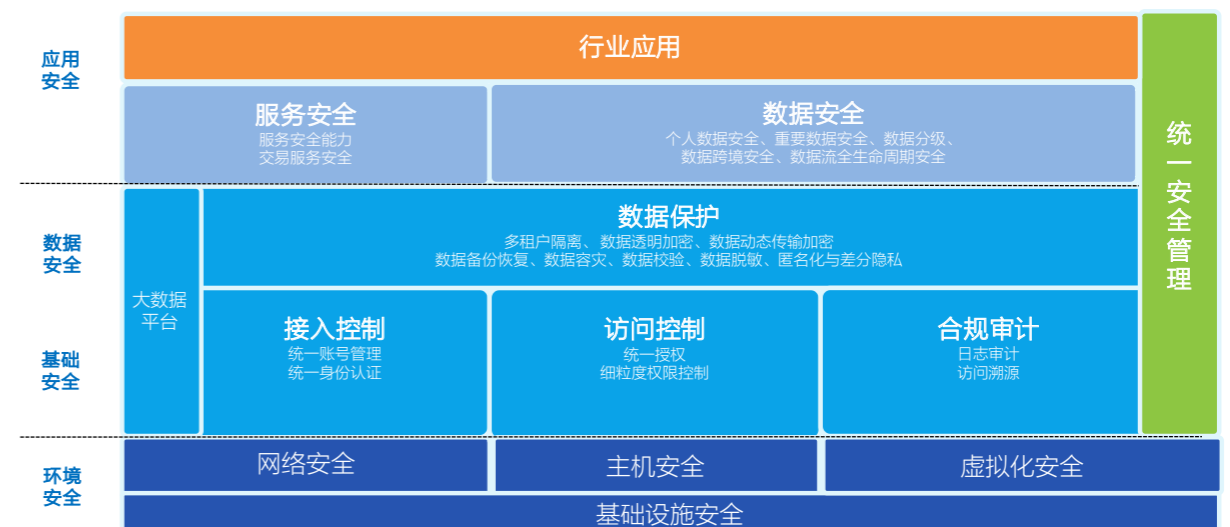 应用
安全
行业应用
服务安全
服务安全能力
交易服务安全
数据安全
个人数据安全、重要数据安全、数据分级、
数据跨境安全、数据流全生命周期安全
统一安全管理
数据
安全
大数据
平台
数据保护
多租户隔离、数据透明加密、数据动态传输加密
数据备份恢复、数据容灾、数据校验、数据脱敏、匿名化与差分隐私
基础
安全
接入控制
统一账号管理
统一身份认证
访问控制
统一授权
细粒度权限控制
合规审计
日志审计
访问溯源
环境
安全
网络安全
主机安全
虚拟化安全
基础设施安全